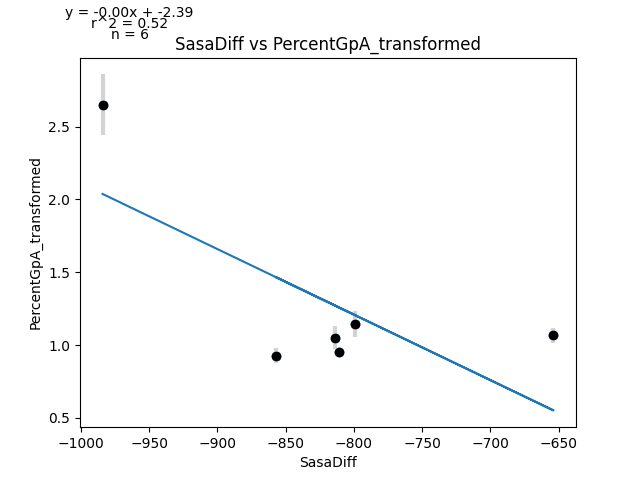 y = -0.00x + -2.39
r^2 = 0.52
n = 6
SasaDiff vs PercentGpA_transformed
PercentGpA_transformed
2.5
2.0
1.5
1.0
0.5
−1000 −950 −900 −850 −800 −750 −700 −650
SasaDiff